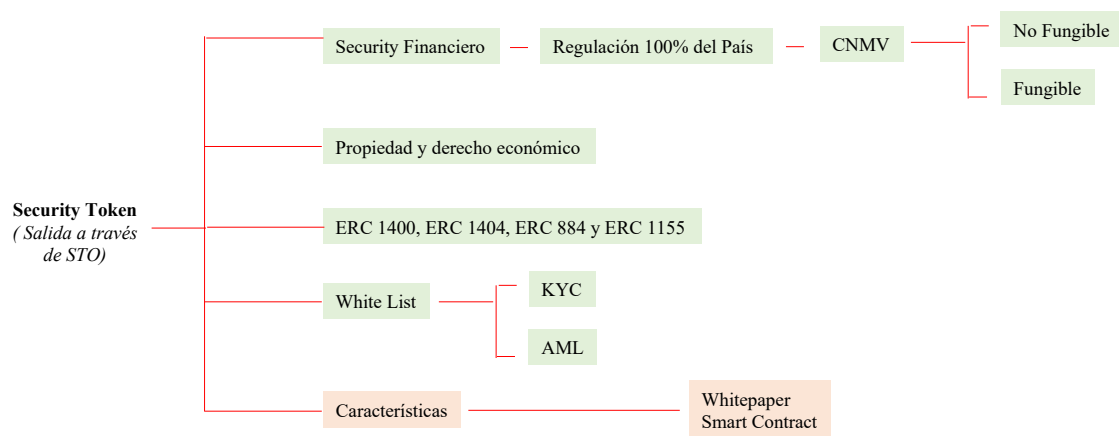 Security Token
( Salida a través
de STO)
Security Financiero
Regulación 100% del País
CNMV
No Fungible
Fungible
Propiedad y derecho económico
ERC 1400, ERC 1404, ERC 884 y ERC 1155
White List
KYC
AML
Características
Whitepaper
Smart Contract